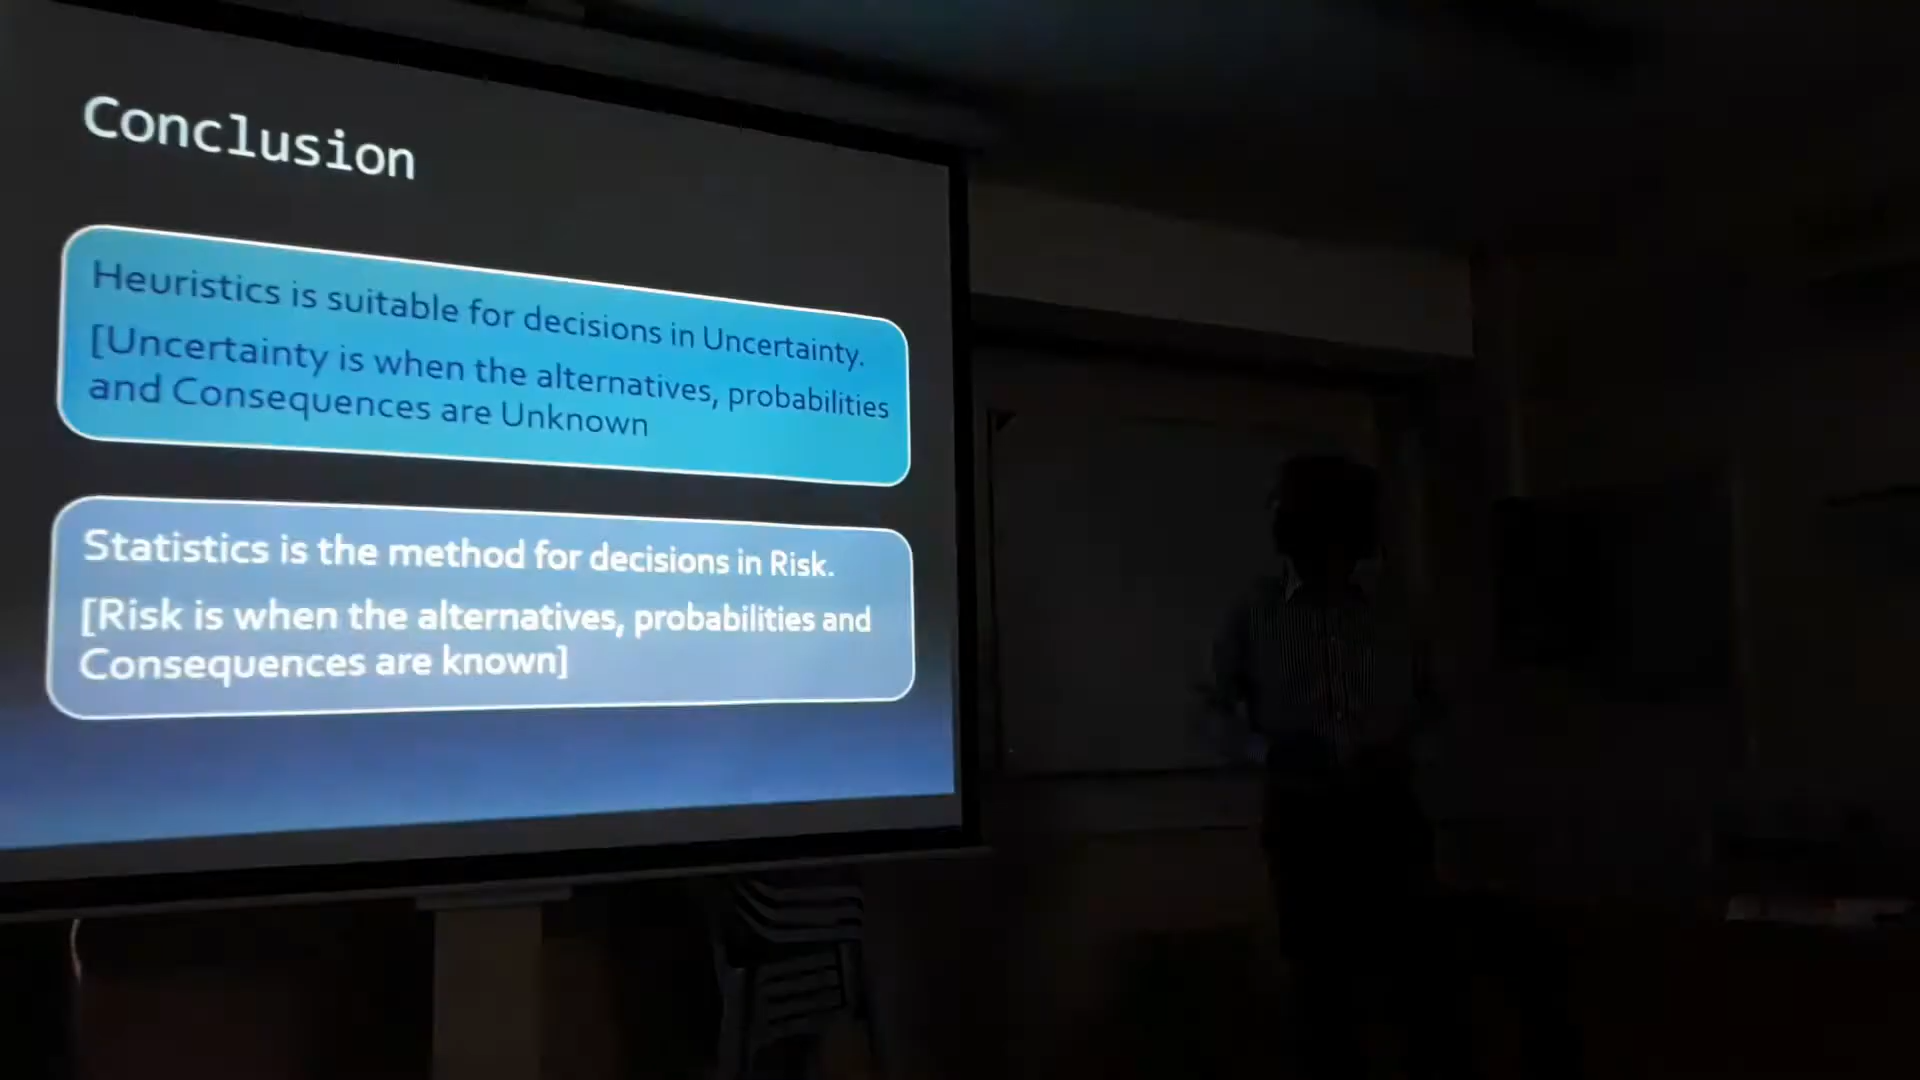 Conclusion
Heuristics is suitable for decisions in Uncertainty.
[Uncertainty is when the alternatives, probabilities
and Consequences are Unknown
Statistics is the method for decisions in Risk.
[Risk is when the alternatives, probabilities and
Consequences are known]